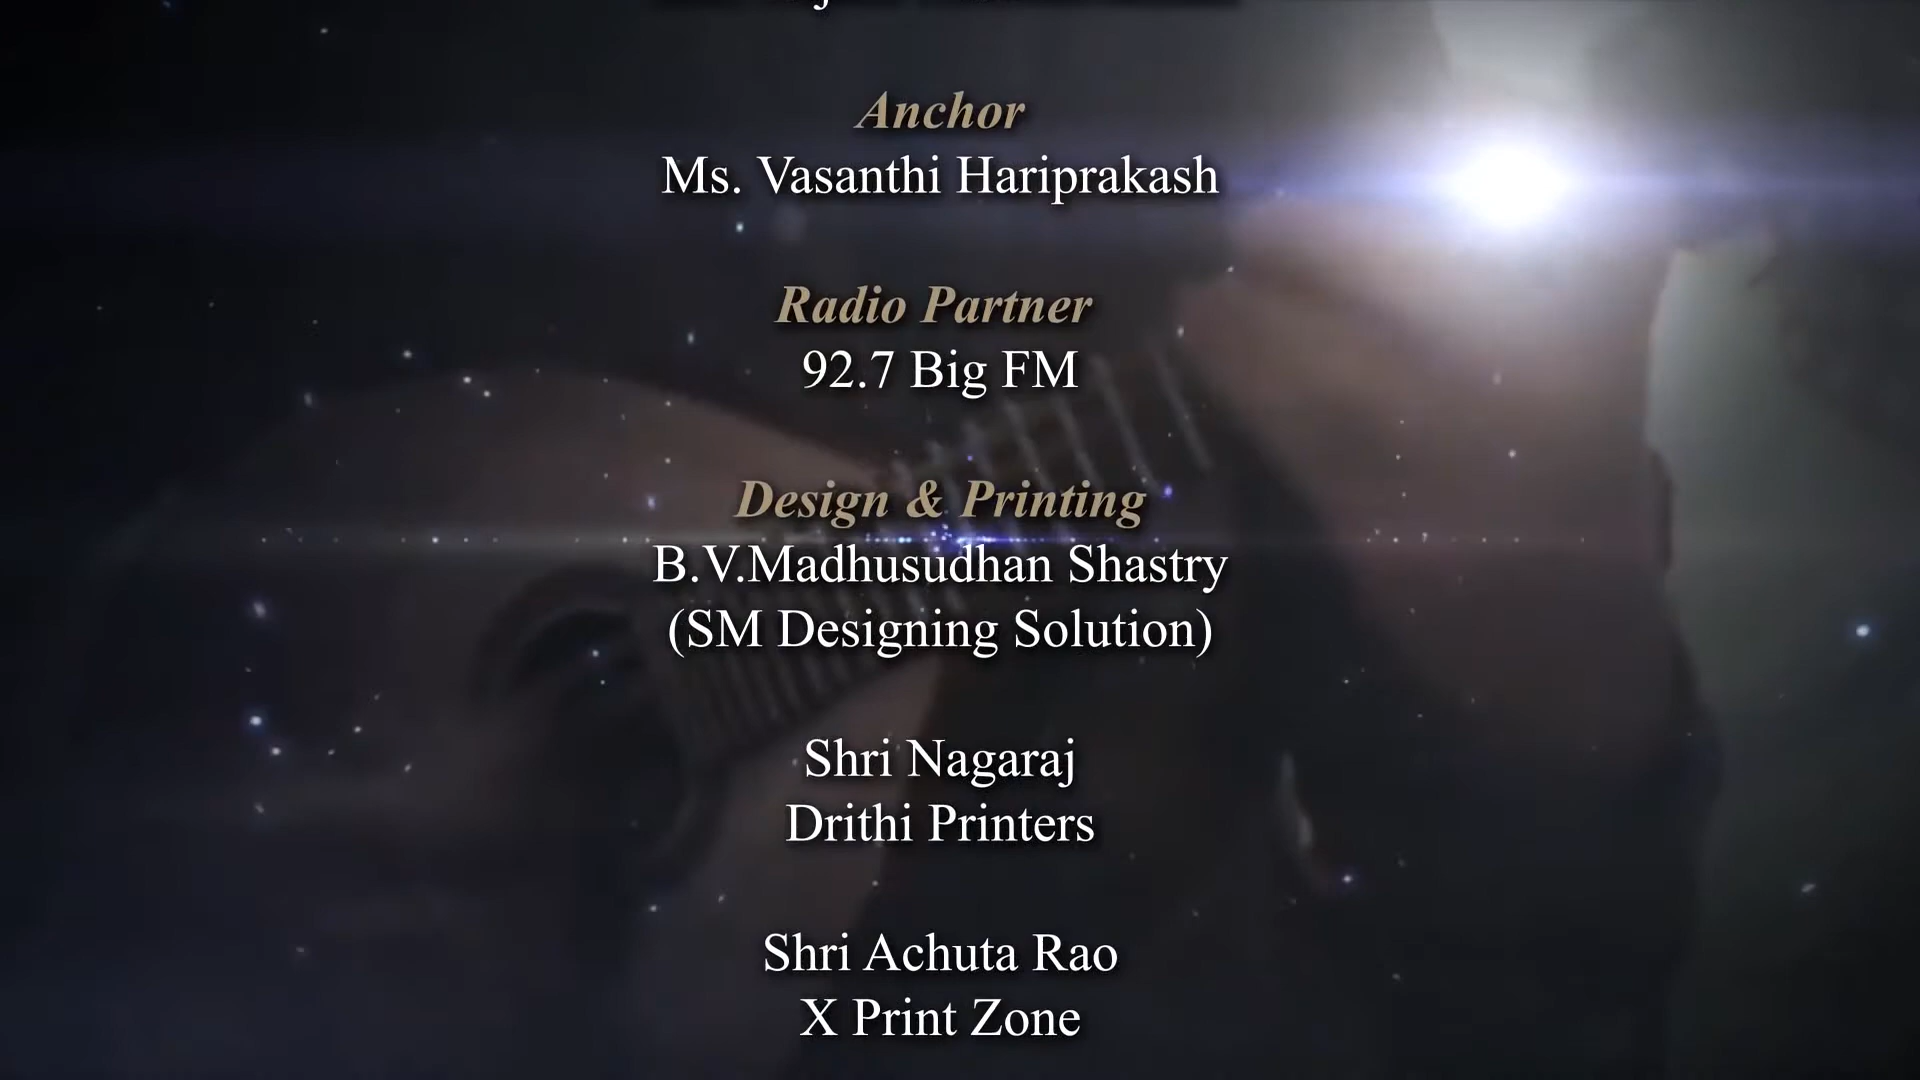 Anchor
Ms. Vasanthi Hariprakash
Radio Partner
92.7 Big FM
Design & Printing
B.V.Madhusudhan Shastry
(SM Designing Solution)
Shri Nagaraj
Drithi Printers
Shri Achuta Rao
X Print Zone